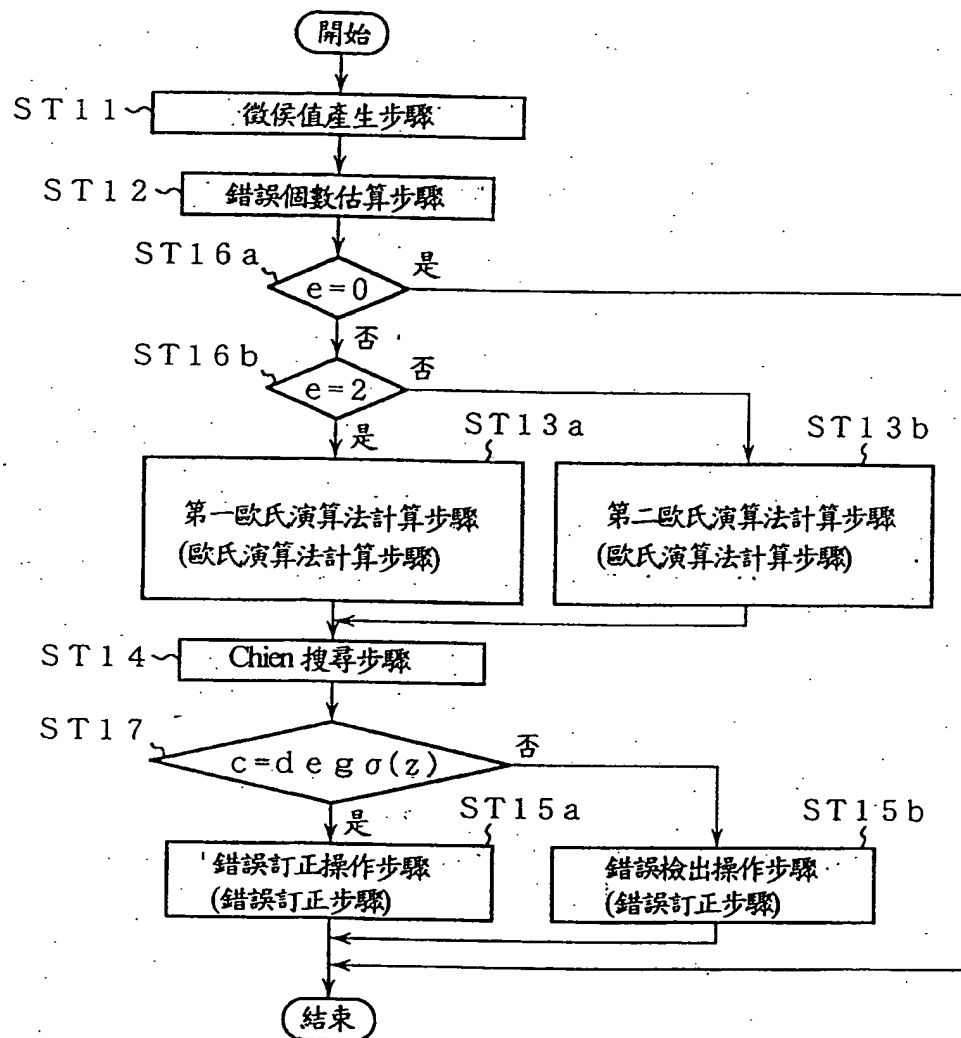 開始
ST11
徵侯值產生步驟
ST12
錯誤個數估算步驟
ST16a
e=0
是
否
ST16b
e=2
否
是
ST13a
第一歐氏演算法計算步驟
(歐氏演算法計算步驟)
ST13b
第二歐氏演算法計算步驟
(歐氏演算法計算步驟)
ST14
Chien 搜尋步驟
ST17
c=deg σ(z)
否
是
ST15a
錯誤訂正操作步驟
(錯誤訂正步驟)
ST15b
錯誤檢出操作步驟
(錯誤訂正步驟)
結束